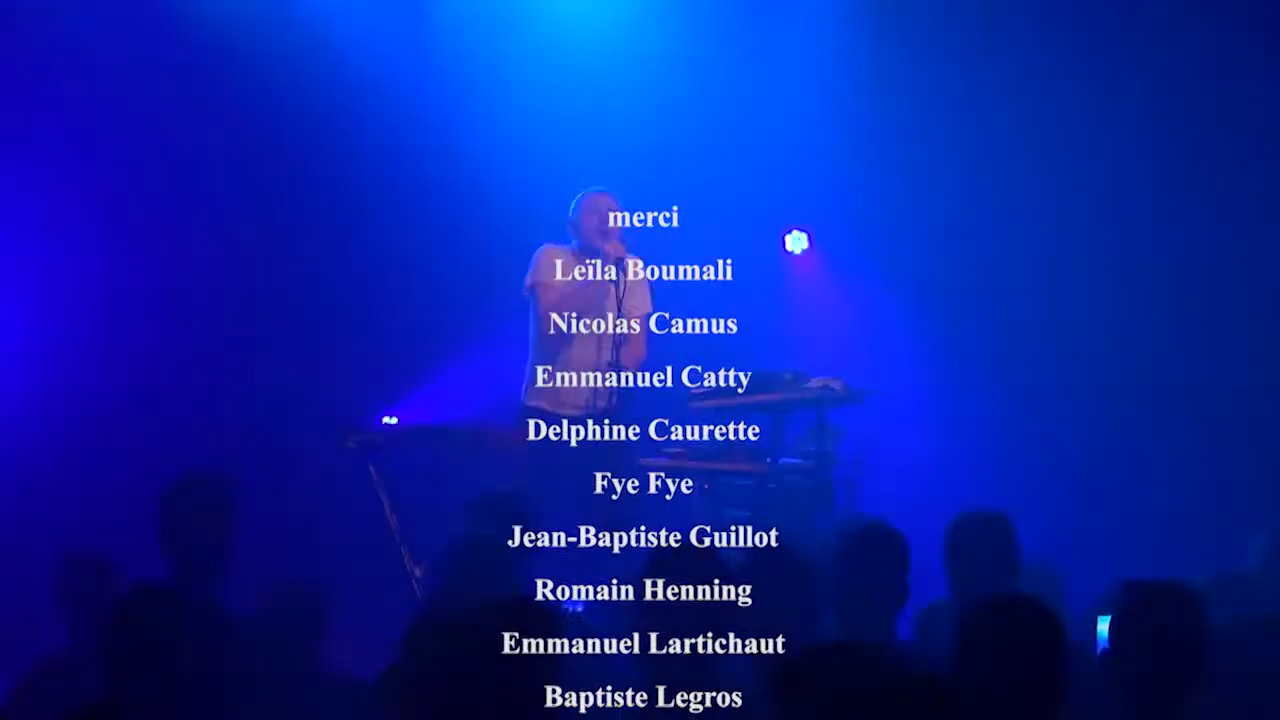 merci
Leïla Boumali
Nicolas Camus
Emmanuel Catty
Delphine Caurette
Fye Fye
Jean-Baptiste Guillot
Romain Henning
Emmanuel Lartichaut
Baptiste Legros